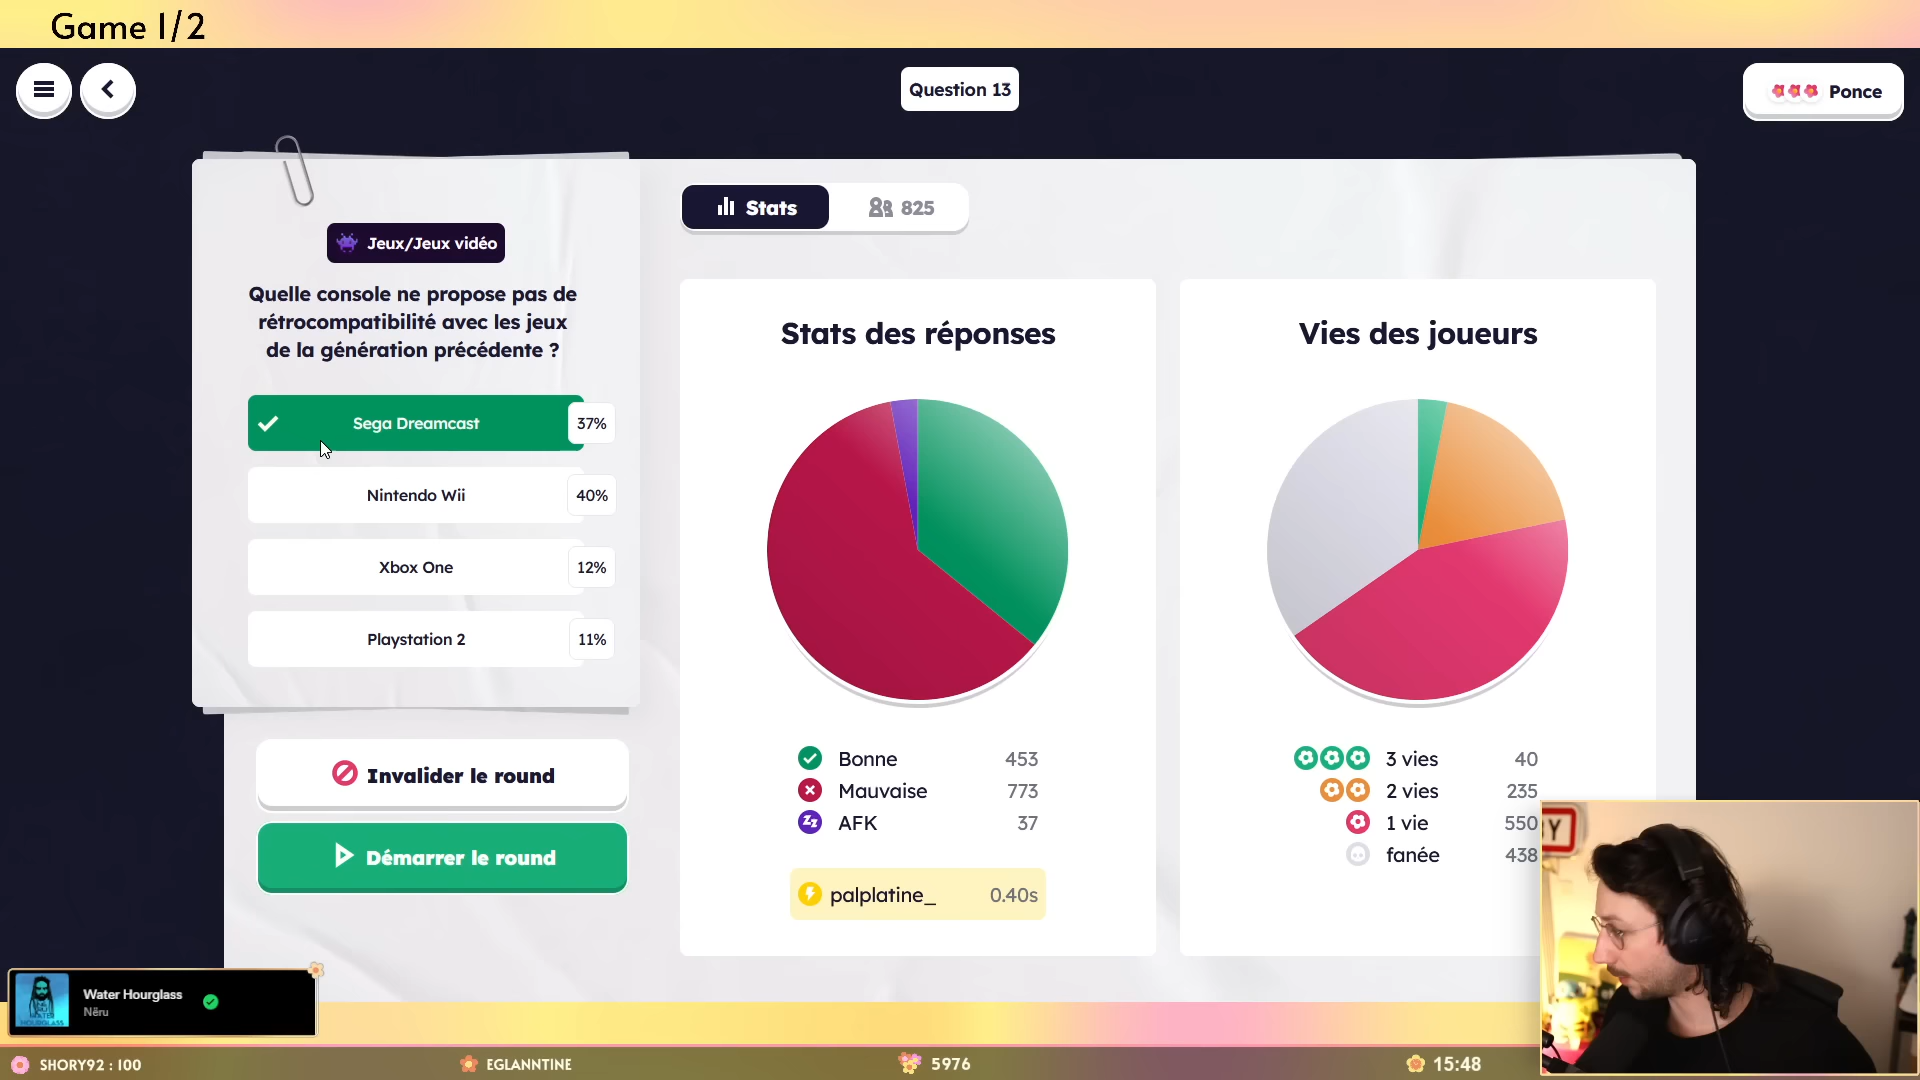 Game 1/2
Question 13
Ponce
Jeux/Jeux vidéo
Quelle console ne propose pas de
rétrocompatibilité avec les jeux
de la génération précédente ?
Sega Dreamcast
37%
Nintendo Wii
40%
Xbox One
12%
Playstation 2
11%
Invalider le round
Démarrer le round
Stats
825
Stats des réponses
Bonne 453
Mauvaise 773
AFK 37
palplatine_ 0.40s
Vies des joueurs
3 vies 40
2 vies 235
1 vie 550
fanée 438
Y
Water Hourglass
Nëru
SHORY92 : 100
EGLANNTINE
5976
15:48